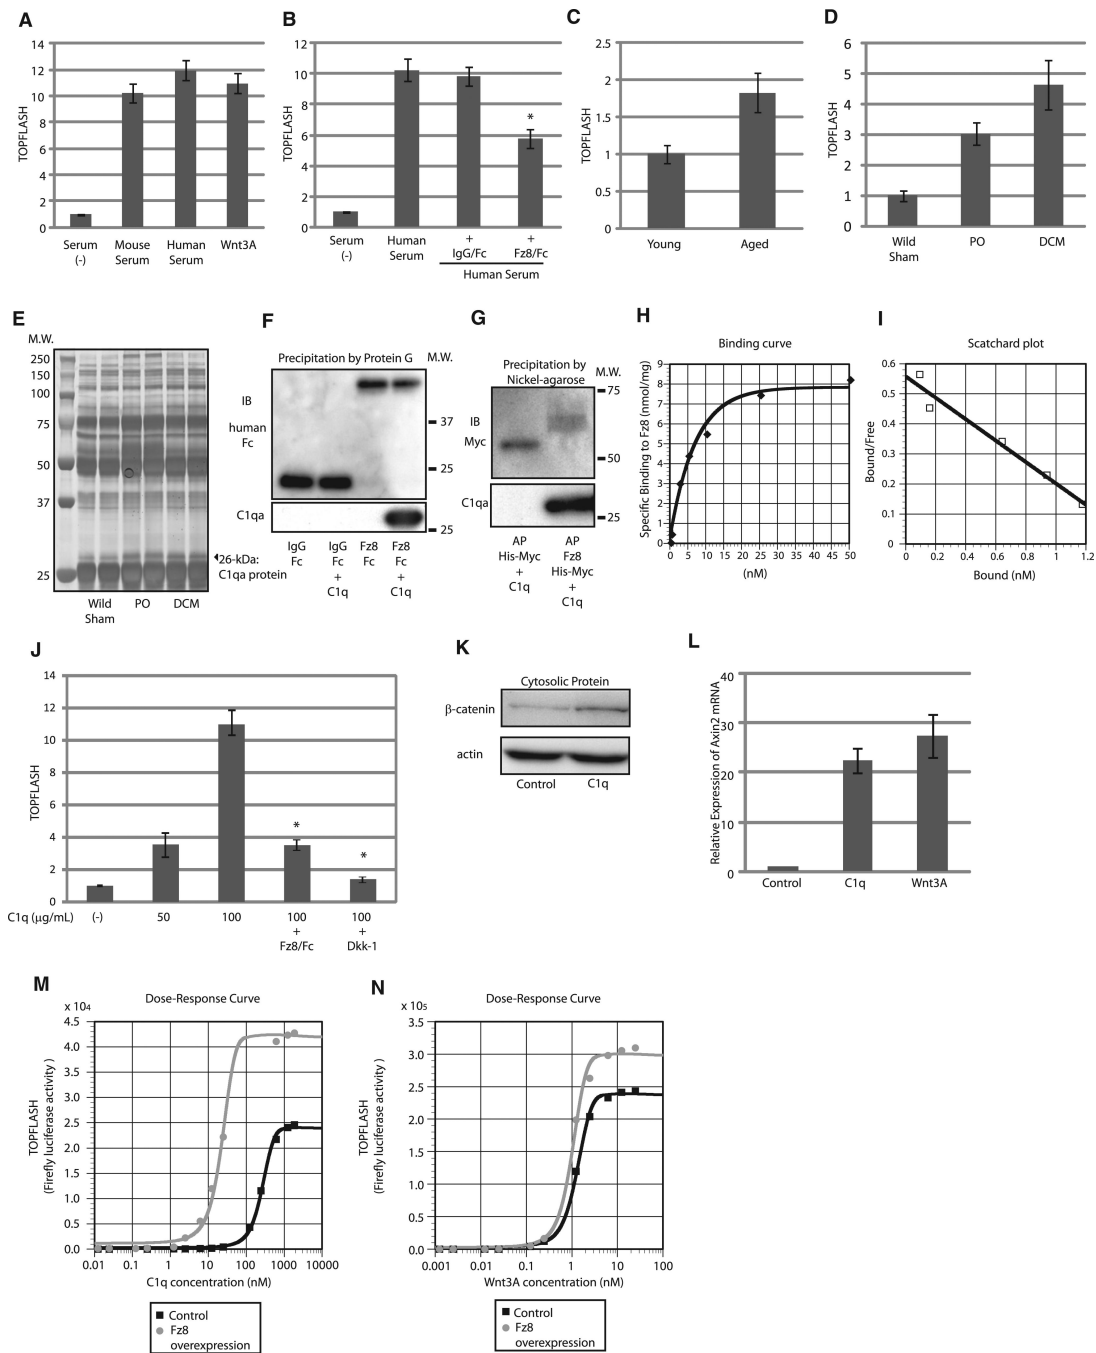 A
TOPFLASH
14
12
10
8
6
4
2
0
Serum
(-)
Mouse
Serum
Human
Serum
Wnt3A
B
TOPFLASH
12
10
8
6
4
2
0
*
Serum
(-)
Human
Serum
+
IgG/Fc
+
Fz8/Fc
Human Serum
C
TOPFLASH
2.5
2
1.5
1
0.5
0
Young
Aged
D
TOPFLASH
6
5
4
3
2
1
0
Wild
Sham
PO
DCM
E
M.W.
250
150
100
75
50
37
25
26-kDa:
C1qa protein
Wild
Sham
PO
DCM
F
Precipitation by Protein G
M.W.
IB
human
Fc
37
25
C1qa
25
IgG
Fc
IgG
Fc
+
C1q
Fz8
Fc
Fz8
Fc
+
C1q
G
Precipitation by
Nickel-agarose
M.W.
75
IB
Myc
50
C1qa
25
AP
His-Myc
+
C1q
AP
Fz8
His-Myc
+
C1q
H
Binding curve
Specific Binding to Fz8 (nmol/mg)
9
8
7
6
5
4
3
2
1
0
0 5 10 15 20 25 30 35 40 45 50
(nM)
I
Scatchard plot
Bound/Free
0.6
0.5
0.4
0.3
0.2
0.1
0 0.2 0.4 0.6 0.8 1 1.2
Bound (nM)
J
TOPFLASH
14
12
10
8
6
4
2
0
*
*
C1q (μg/mL)
(-)
50
100
100
+
Fz8/Fc
100
+
Dkk-1
K
Cytosolic Protein
β-catenin
actin
Control
C1q
L
Relative Expression of Axin2 mRNA
40
30
20
10
0
Control
C1q
Wnt3A
M
Dose-Response Curve
x 10⁴
TOPFLASH
(Firefly luciferase activity )
4.5
4.0
3.5
3.0
2.5
2.0
1.5
1.0
0.5
0.0
0.01 0.1 1 10 100 1000 10000
C1q concentration (nM)
Control
Fz8
overexpression
N
Dose-Response Curve
x 10⁵
TOPFLASH
(Firefly luciferase activity)
3.5
3.0
2.5
2.0
1.5
1.0
0.5
0.0
0.001 0.01 0.1 1 10 100
Wnt3A concentration (nM)
Control
Fz8
overexpression